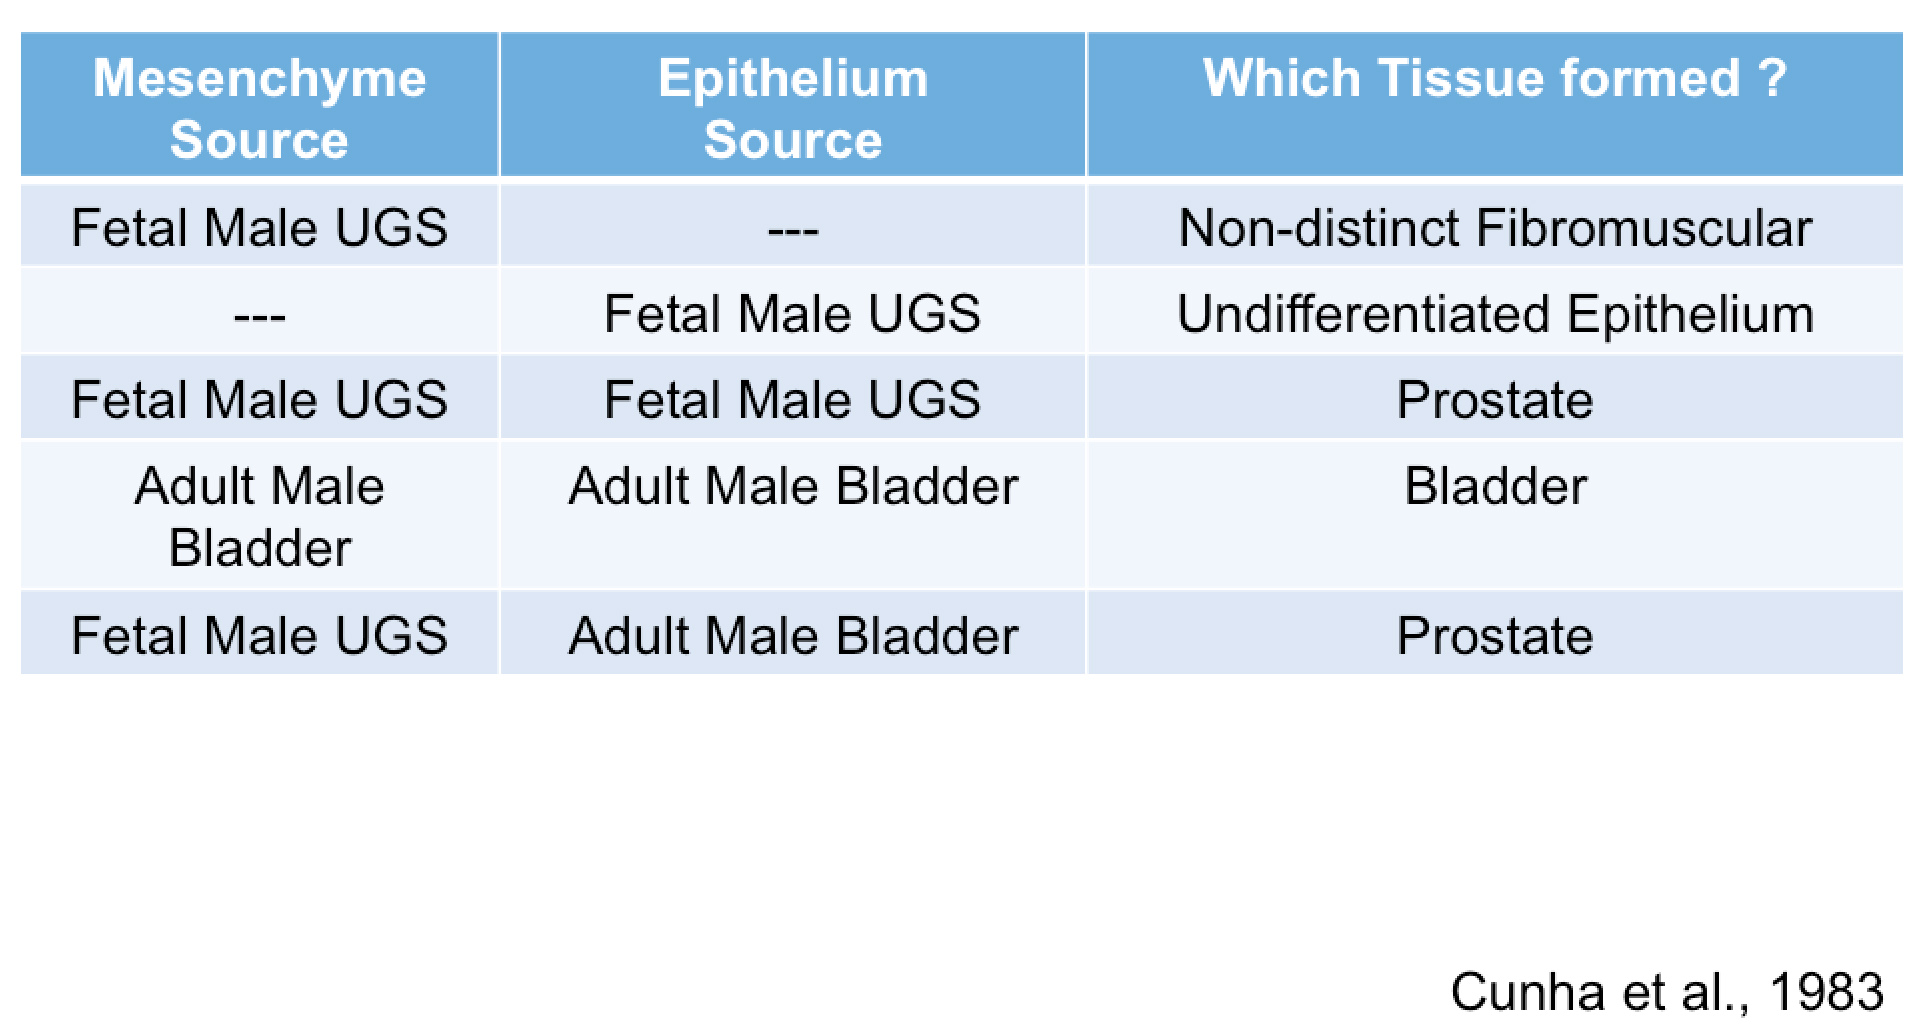 Mesenchyme Source | Epithelium Source | Which Tissue formed ?
Fetal Male UGS | --- | Non-distinct Fibromuscular
--- | Fetal Male UGS | Undifferentiated Epithelium
Fetal Male UGS | Fetal Male UGS | Prostate
Adult Male Bladder | Adult Male Bladder | Bladder
Fetal Male UGS | Adult Male Bladder | Prostate
Cunha et al., 1983